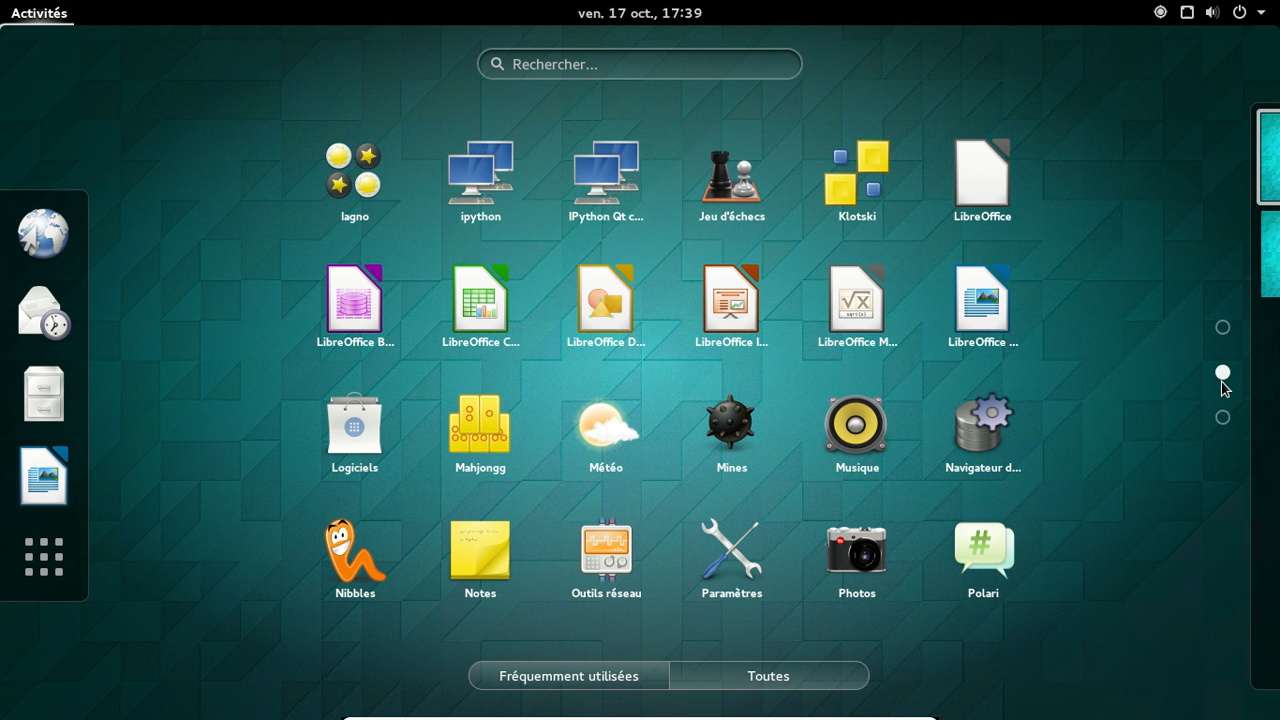 Activités
ven. 17 oct., 17:39
Rechercher...
Iagno
ipython
IPython Qt c...
Jeu d'échecs
Klotski
LibreOffice
LibreOffice B...
LibreOffice C...
LibreOffice D...
LibreOffice I...
LibreOffice M...
LibreOffice ...
Logiciels
Mahjongg
Météo
Mines
Musique
Navigateur d...
Nibbles
Notes
Outils réseau
Paramètres
Photos
Polari
Fréquemment utilisées
Toutes